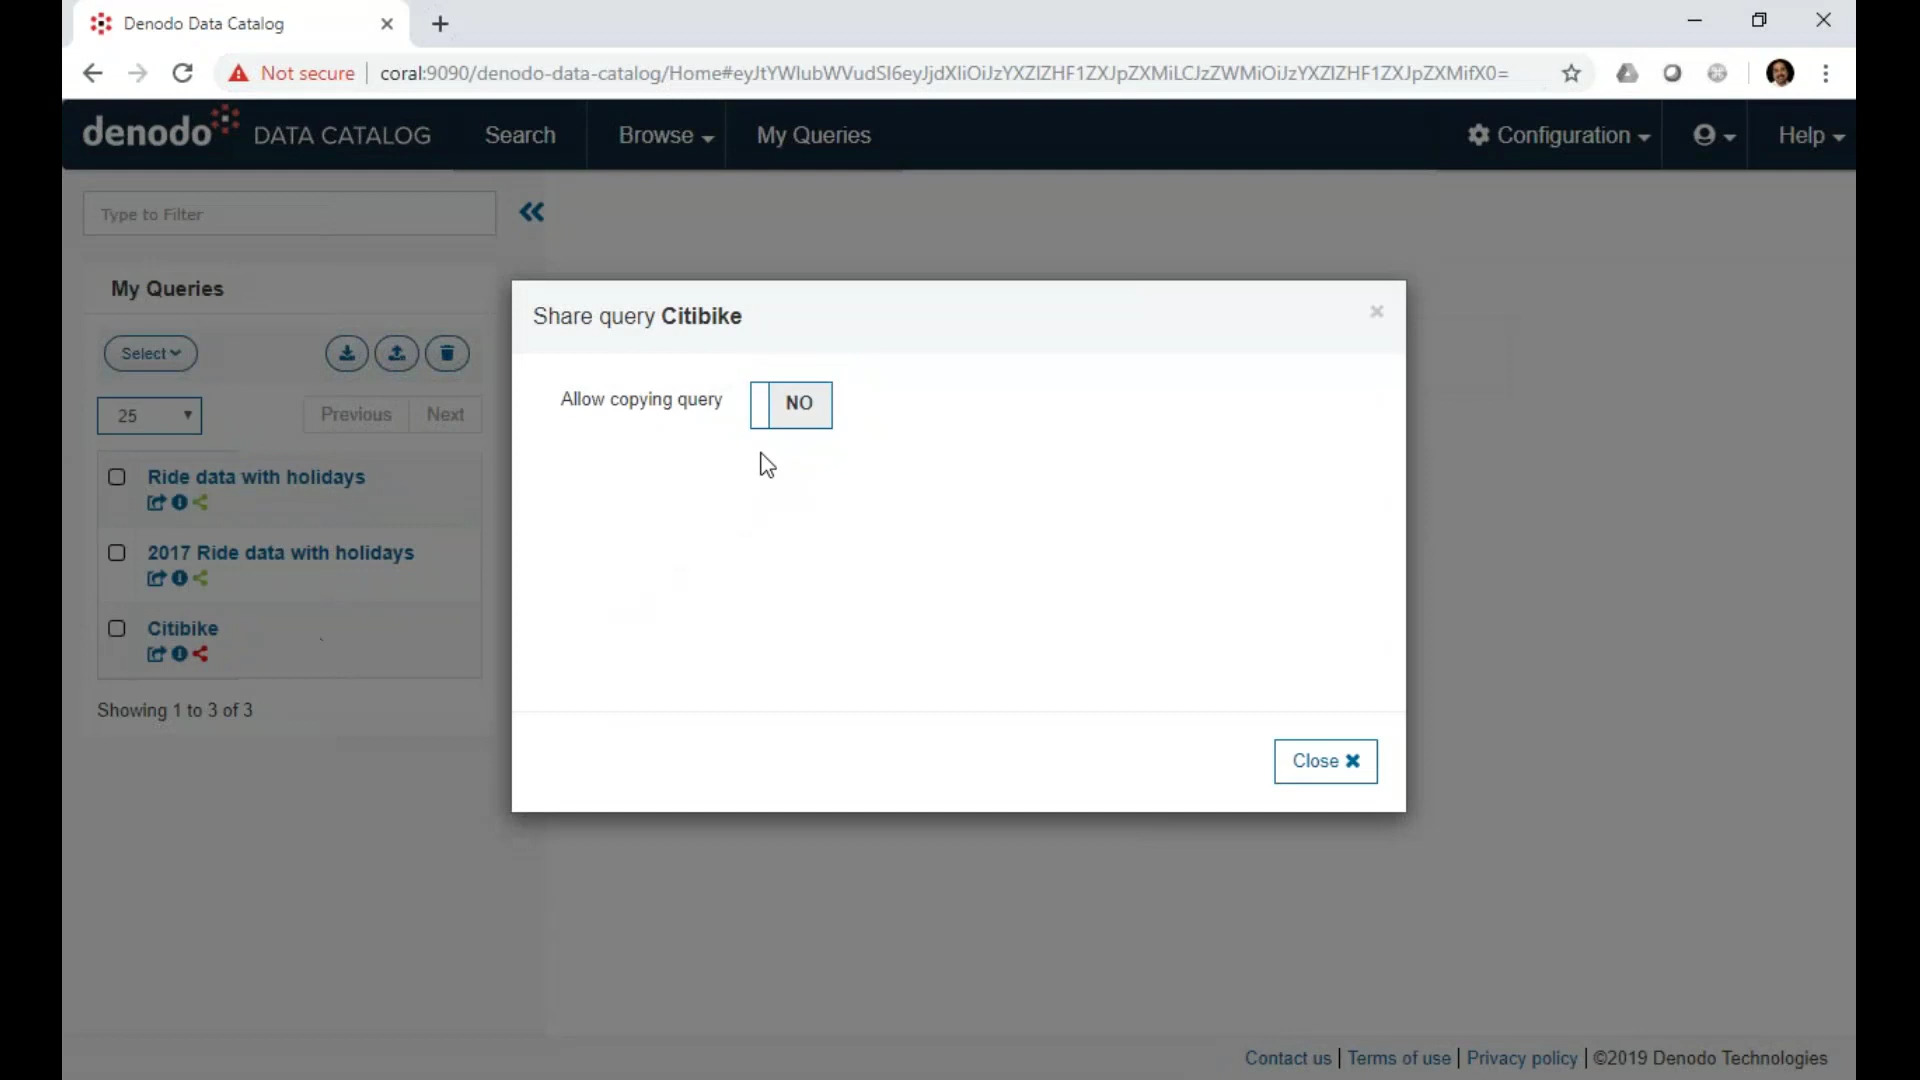 Denodo Data Catalog
Not secure | coral:9090/denodo-data-catalog/Home#eyJtYWlubWVudSI6eyJjdXIiOiJzYXZlZHF1ZXJpZXMiLCJzZWMiOiJzYXZlZHF1ZXJpZXMifX0=
denodo DATA CATALOG Search Browse My Queries Configuration Help
Type to Filter
My Queries
Share query Citibike
Select
Allow copying query NO
25 Previous Next
Ride data with holidays
2017 Ride data with holidays
Citibike
Showing 1 to 3 of 3
Close
Contact us | Terms of use | Privacy policy | ©2019 Denodo Technologies